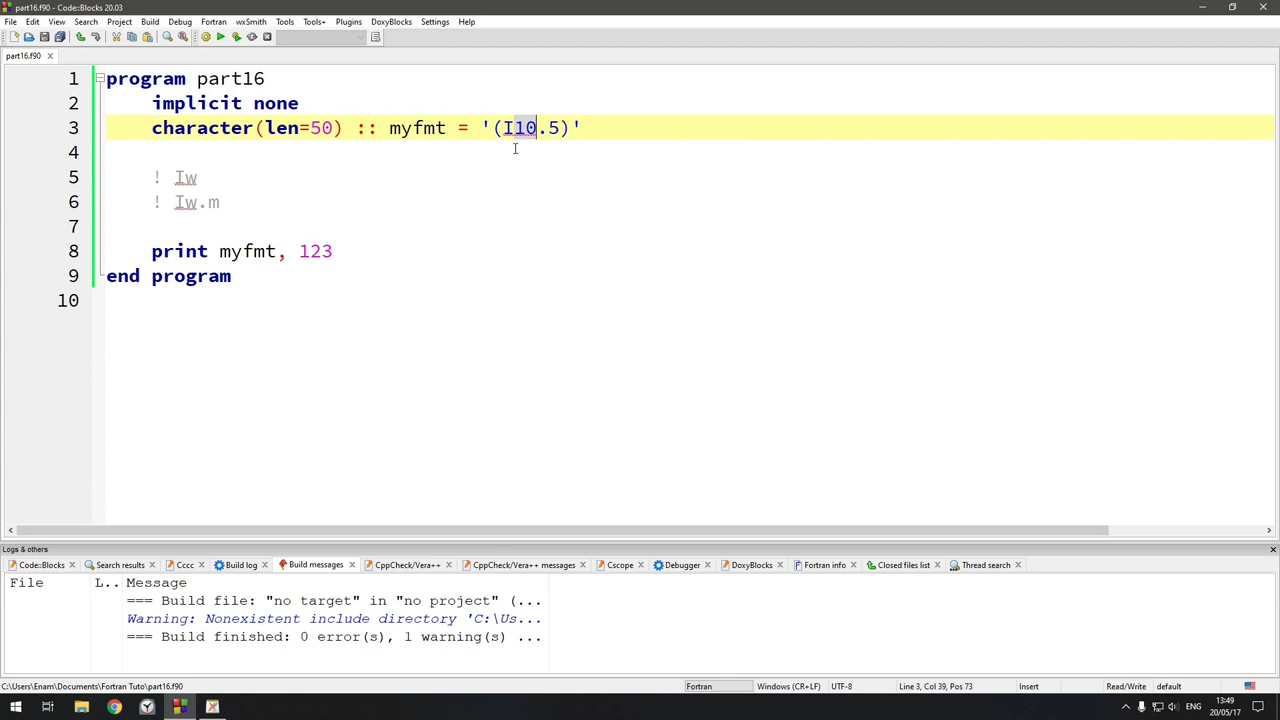 part16.f90 - Code::Blocks 20.03
File Edit View Search Project Build Debug Fortran wxSmith Tools Tools+ Plugins DoxyBlocks Settings Help
part16.f90
1 program part16
2 implicit none
3 character(len=50) :: myfmt = '(I10.5)'
4
5 ! Iw
6 ! Iw.m
7
8 print myfmt, 123
9 end program
10
Logs & others
Code::Blocks Search results Cccc Build log Build messages CppCheck/Vera++ CppCheck/Vera++ messages Cscope Debugger DoxyBlocks Fortran info Closed files list Thread search
File L.. Message
=== Build file: "no target" in "no project" (...
Warning: Nonexistent include directory 'C:\Us...
=== Build finished: 0 error(s), 1 warning(s) ...
C:\Users\Enam\Documents\Fortran Tuto\part16.f90 Fortran Windows (CR+LF) UTF-8 Line 3, Col 39, Pos 73 Insert Read/Write default
ENG
13:49
20/05/17